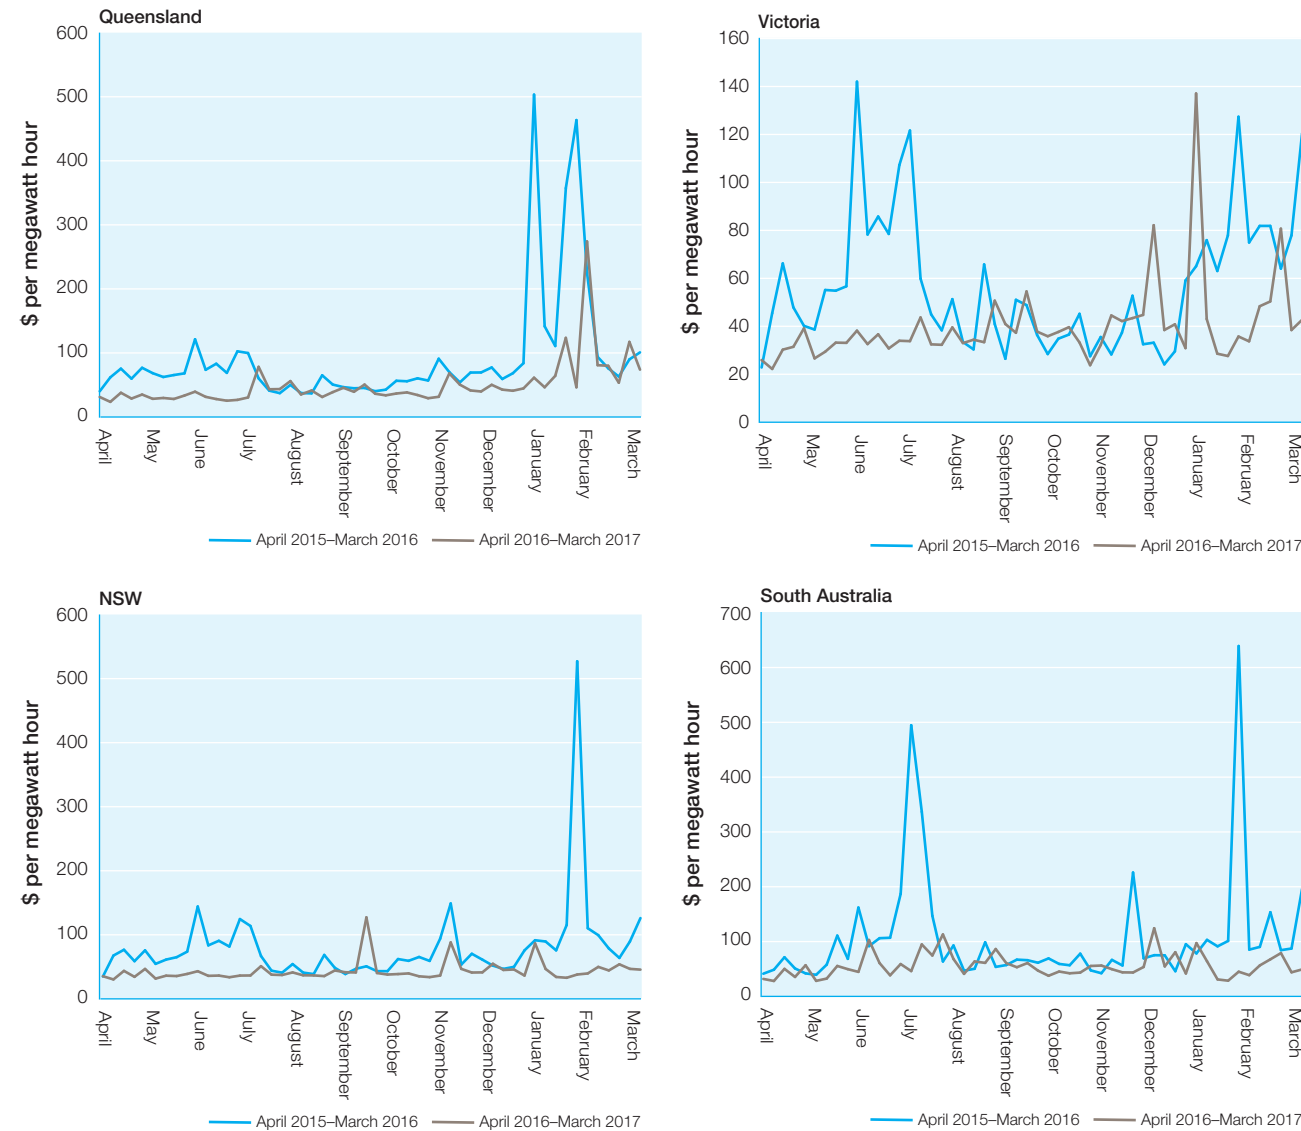 Queensland
$ per megawatt hour
600
500
400
300
200
100
0
April
May
June
July
August
September
October
November
December
January
February
March
April 2015–March 2016
April 2016–March 2017
Victoria
$ per megawatt hour
160
140
120
100
80
60
40
20
0
April
May
June
July
August
September
October
November
December
January
February
March
April 2015–March 2016
April 2016–March 2017
NSW
$ per megawatt hour
600
500
400
300
200
100
0
April
May
June
July
August
September
October
November
December
January
February
March
April 2015–March 2016
April 2016–March 2017
South Australia
$ per megawatt hour
700
600
500
400
300
200
100
0
April
May
June
July
August
September
October
November
December
January
February
March
April 2015–March 2016
April 2016–March 2017